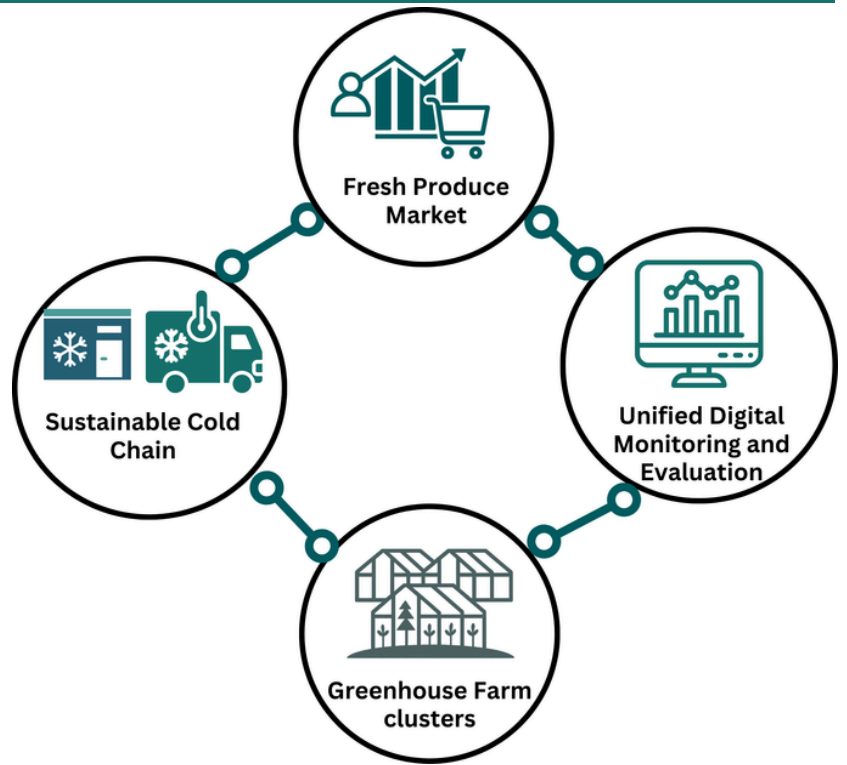 Fresh Produce
Market
Sustainable Cold
Chain
Unified Digital
Monitoring and
Evaluation
Greenhouse Farm
clusters